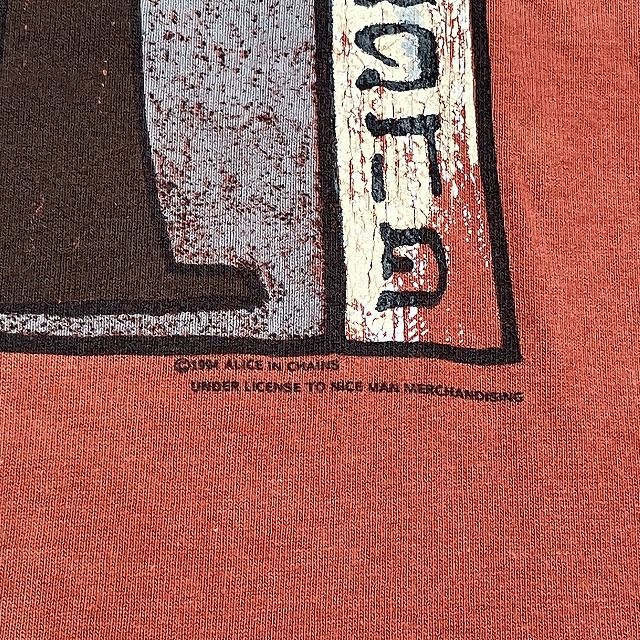 ©1994 ALICE IN CHAINS
UNDER LICENSE TO NICE MAN MERCHANDISING